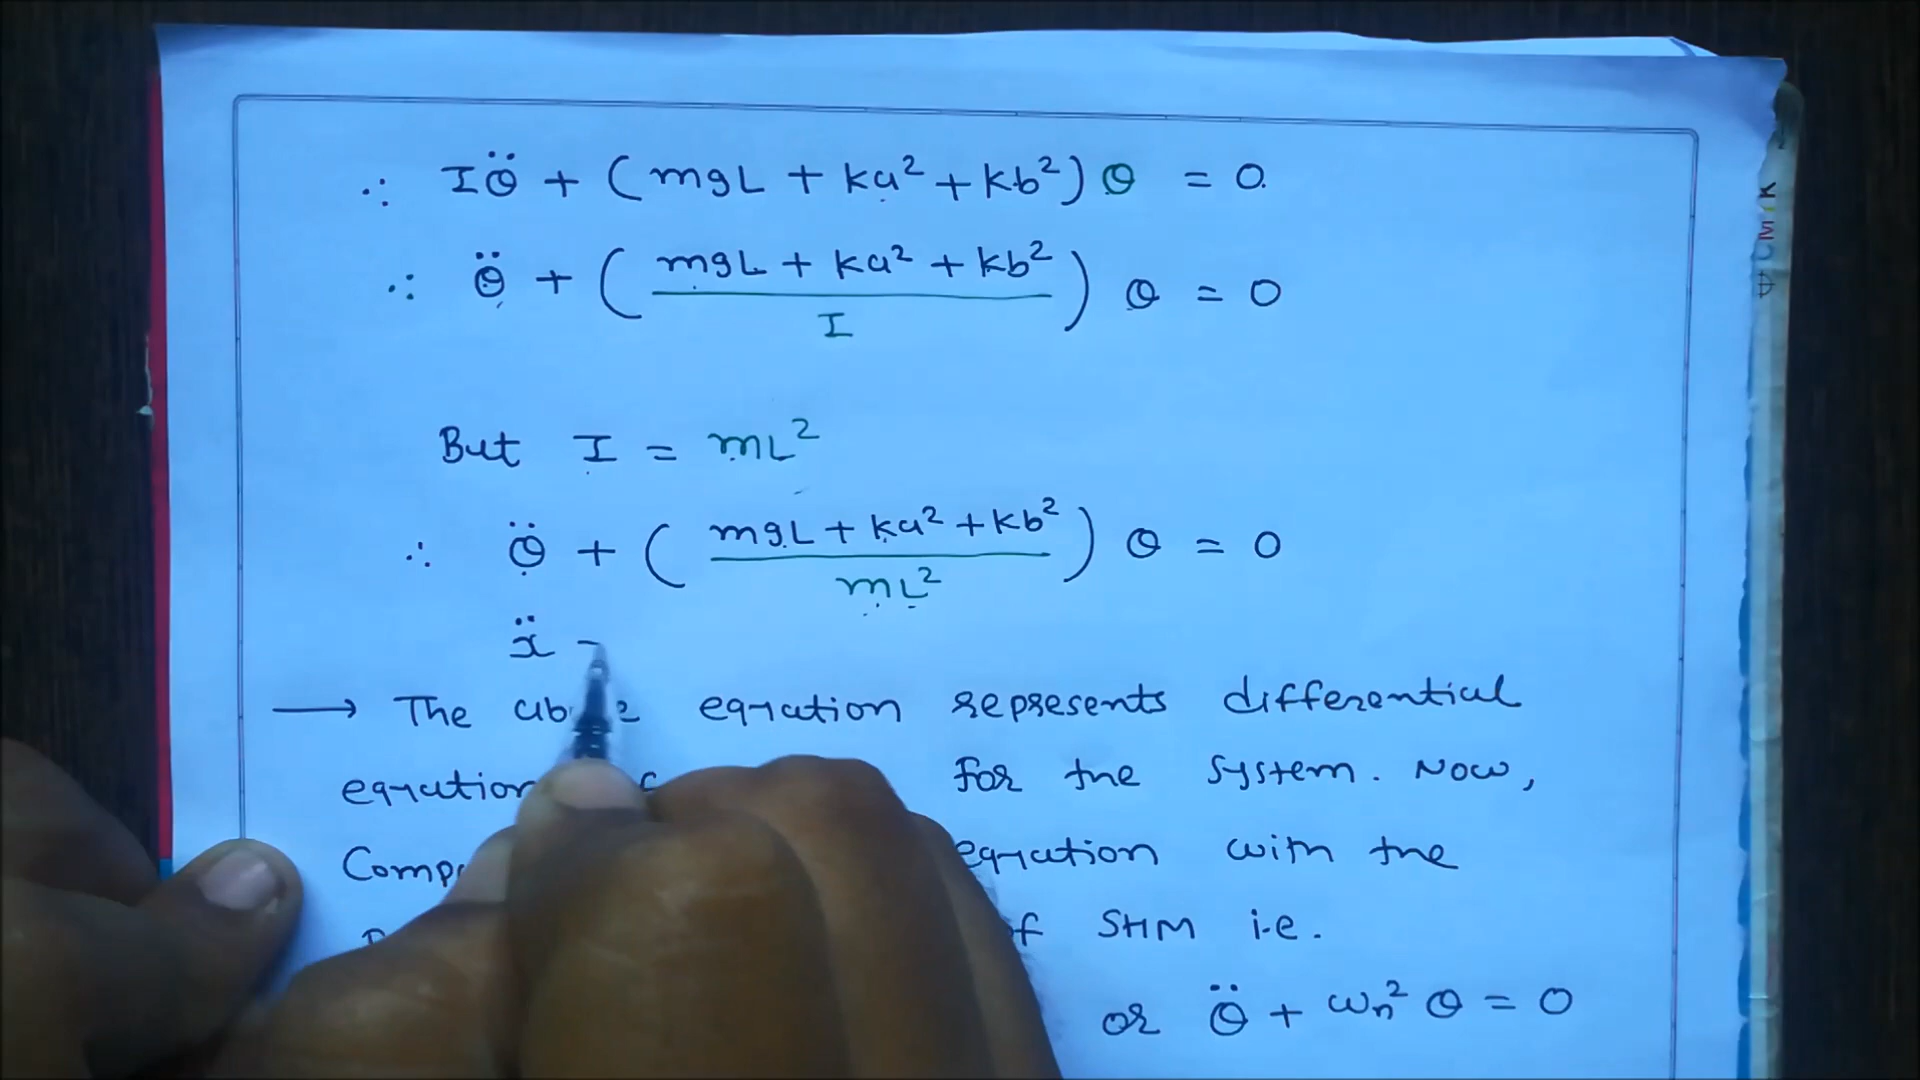 ∴ Iθ̈ + (mgL + ka² + kb²) θ = 0.
∴ θ̈ + ( (mgL + ka² + kb²) / I ) θ = 0
But I = mL²
∴ θ̈ + ( (mgL + ka² + kb²) / mL² ) θ = 0
ẍ -
→ The equation represents differential
equation for the system. Now,
equation with the
of SHM i.e.
or θ̈ + ωn² θ = 0